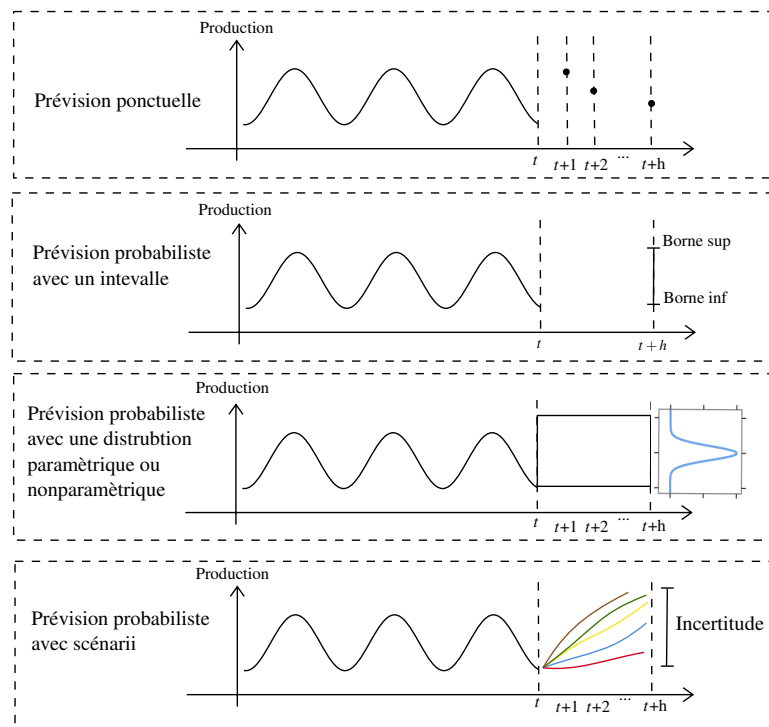 Production
Prévision ponctuelle
t t+1 t+2 ... t+h
Production
Prévision probabiliste
avec un intevalle
Borne sup
Borne inf
t t + h
Prévision probabiliste
avec une distrubtion
paramètrique ou
nonparamètrique
Production
t t+1 t+2 ... t+h
Production
Prévision probabiliste
avec scénarii
Incertitude
t t+1 t+2 ... t+h